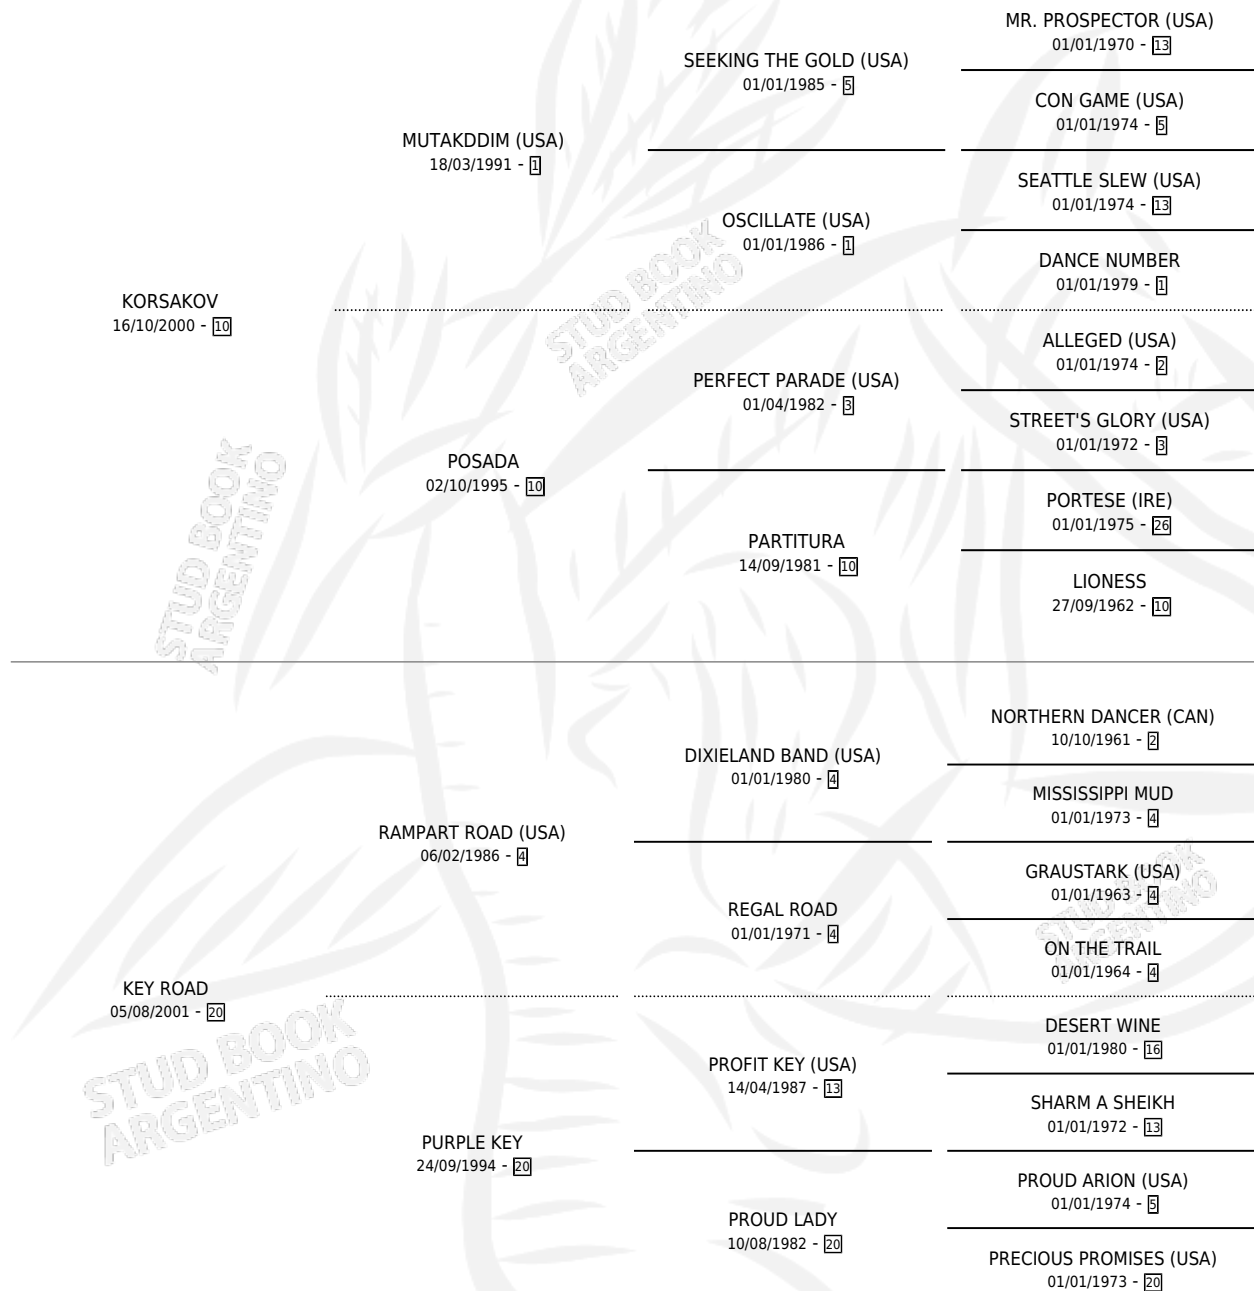 MR. PROSPECTOR (USA)
01/01/1970 - 13
SEEKING THE GOLD (USA)
01/01/1985 - 5
CON GAME (USA)
01/01/1974 - 5
MUTAKDDIM (USA)
18/03/1991 - 1
SEATTLE SLEW (USA)
01/01/1974 - 13
OSCILLATE (USA)
01/01/1986 - 1
DANCE NUMBER
01/01/1979 - 1
KORSAKOV
16/10/2000 - 10
ALLEGED (USA)
01/01/1974 - 2
PERFECT PARADE (USA)
01/04/1982 - 3
STREET'S GLORY (USA)
01/01/1972 - 3
POSADA
02/10/1995 - 10
PORTESE (IRE)
01/01/1975 - 26
PARTITURA
14/09/1981 - 10
LIONESS
27/09/1962 - 10
NORTHERN DANCER (CAN)
10/10/1961 - 2
DIXIELAND BAND (USA)
01/01/1980 - 4
MISSISSIPPI MUD
01/01/1973 - 4
RAMPART ROAD (USA)
06/02/1986 - 4
GRAUSTARK (USA)
01/01/1963 - 4
REGAL ROAD
01/01/1971 - 4
ON THE TRAIL
01/01/1964 - 4
KEY ROAD
05/08/2001 - 20
DESERT WINE
01/01/1980 - 16
PROFIT KEY (USA)
14/04/1987 - 13
SHARM A SHEIKH
01/01/1972 - 13
PURPLE KEY
24/09/1994 - 20
PROUD ARION (USA)
01/01/1974 - 5
PROUD LADY
10/08/1982 - 20
PRECIOUS PROMISES (USA)
01/01/1973 - 20
STUD BOOK
ARGENTINO
STUD BOOK
ARGENTINO
STUD BOOK
ARGENTINO
STUD BOOK
ARGENTINO